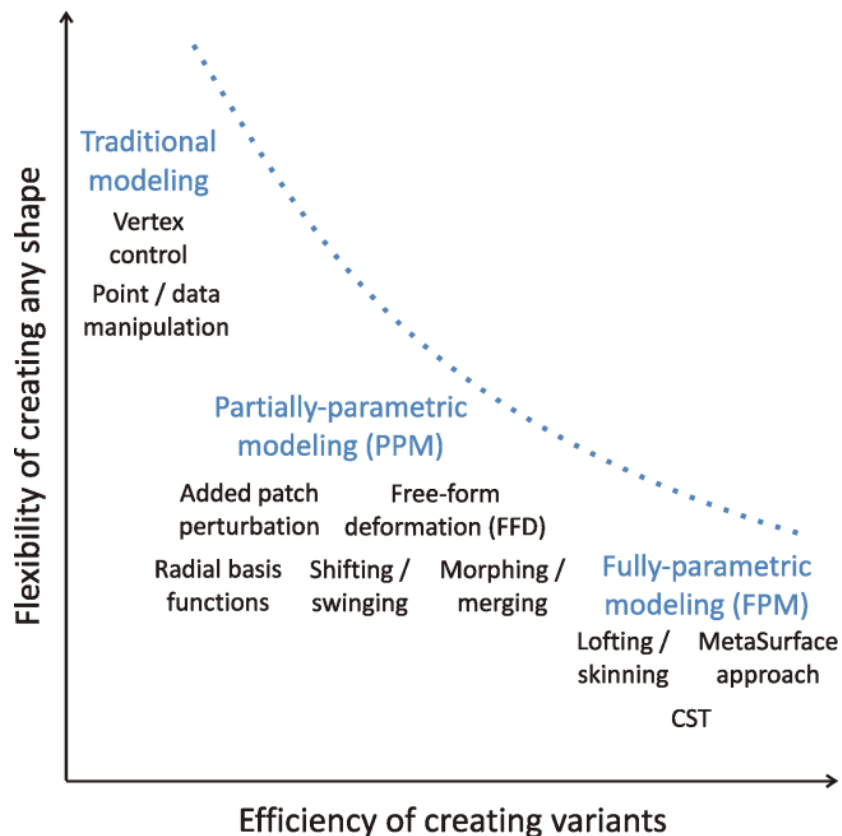 Flexibility of creating any shape
Traditional
modeling
Vertex
control
Point / data
manipulation
Partially-parametric
modeling (PPM)
Added patch
perturbation
Free-form
deformation (FFD)
Radial basis
functions
Shifting /
swinging
Morphing /
merging
Fully-parametric
modeling (FPM)
Lofting /
skinning
MetaSurface
approach
CST
Efficiency of creating variants